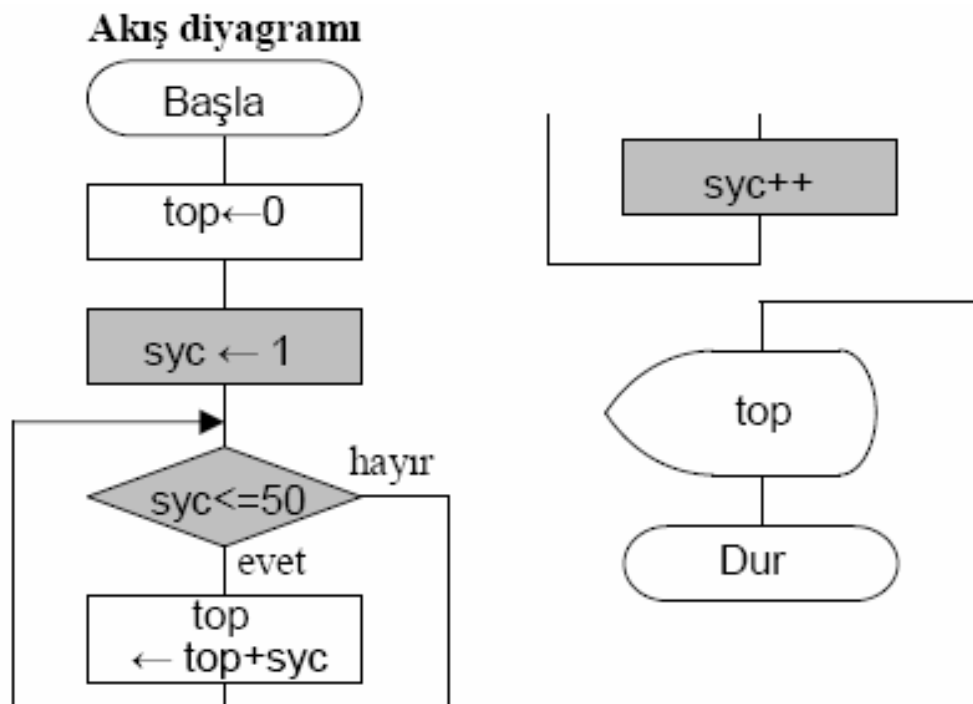 Akış diyagramı
Başla
top←0
syc ← 1
hayır
syc<=50
evet
top
← top+syc
syc++
top
Dur